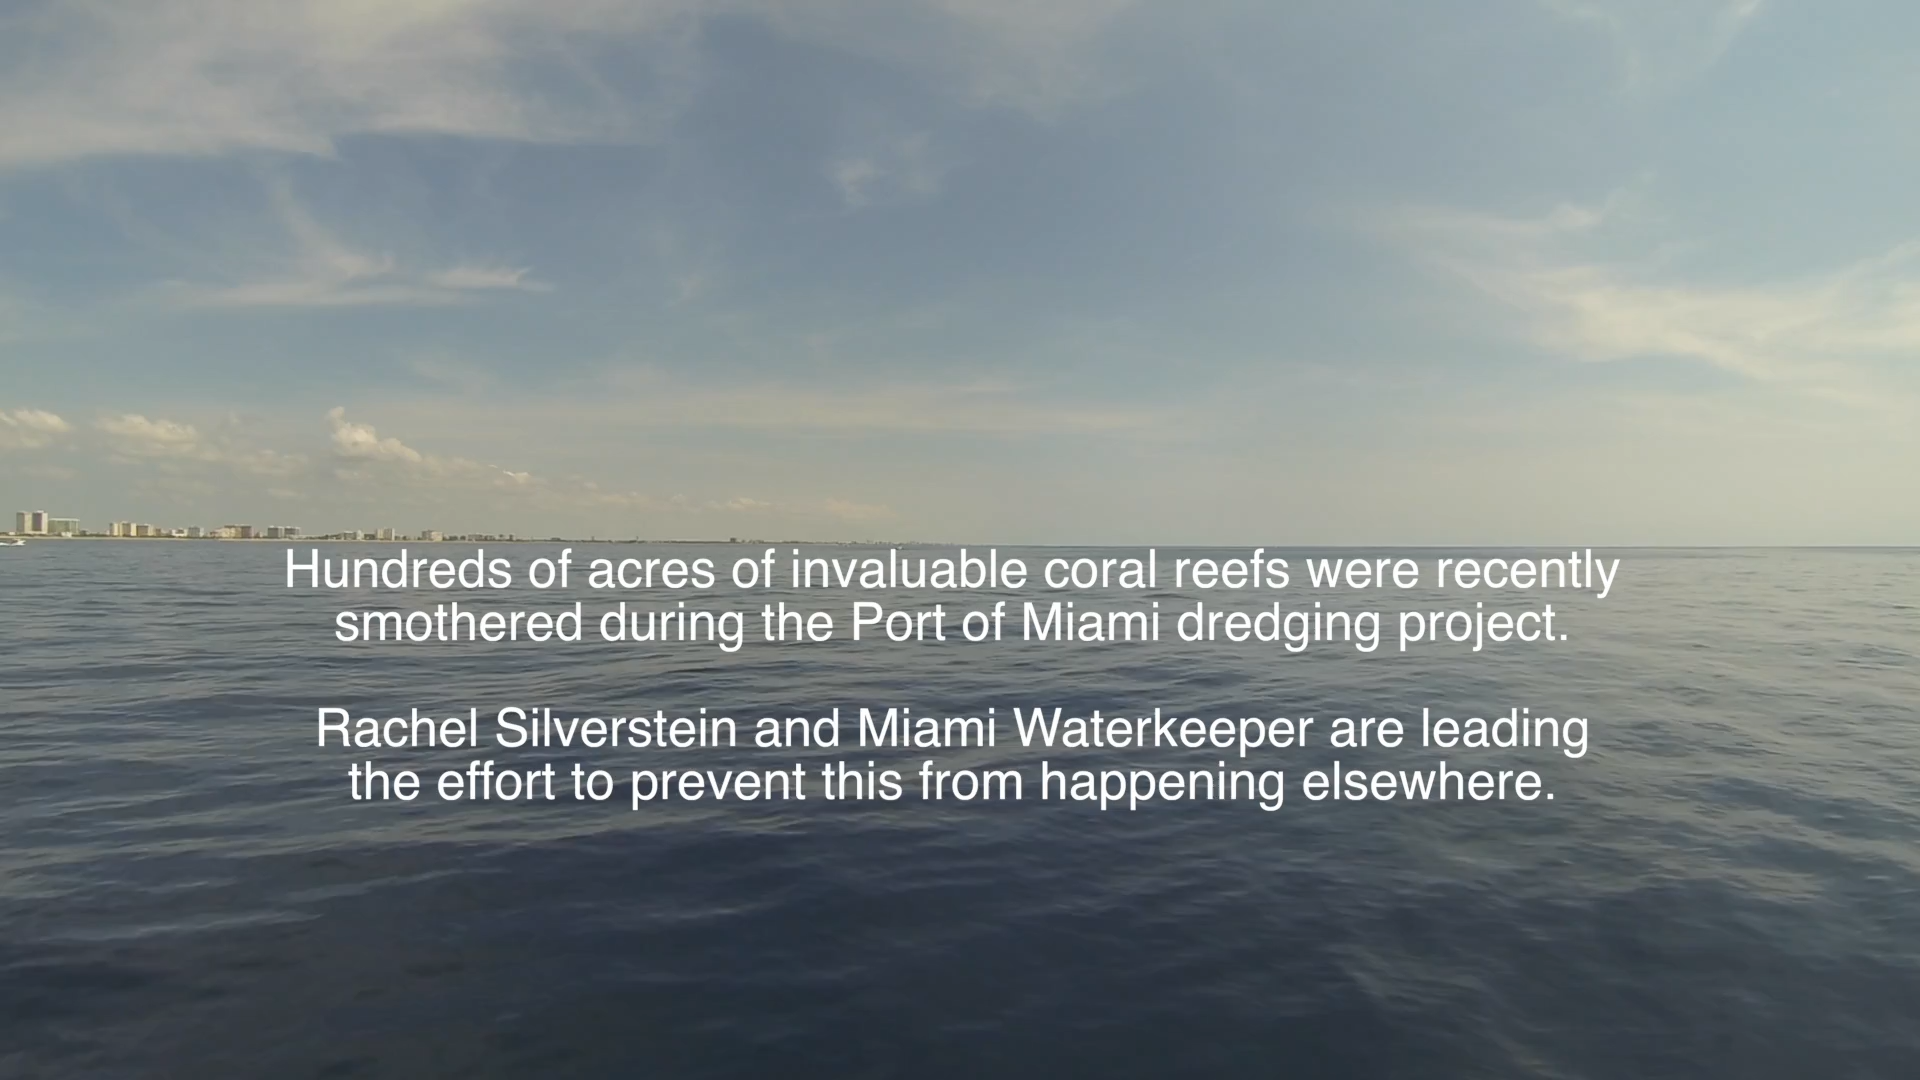 Hundreds of acres of invaluable coral reefs were recently
smothered during the Port of Miami dredging project.
Rachel Silverstein and Miami Waterkeeper are leading
the effort to prevent this from happening elsewhere.